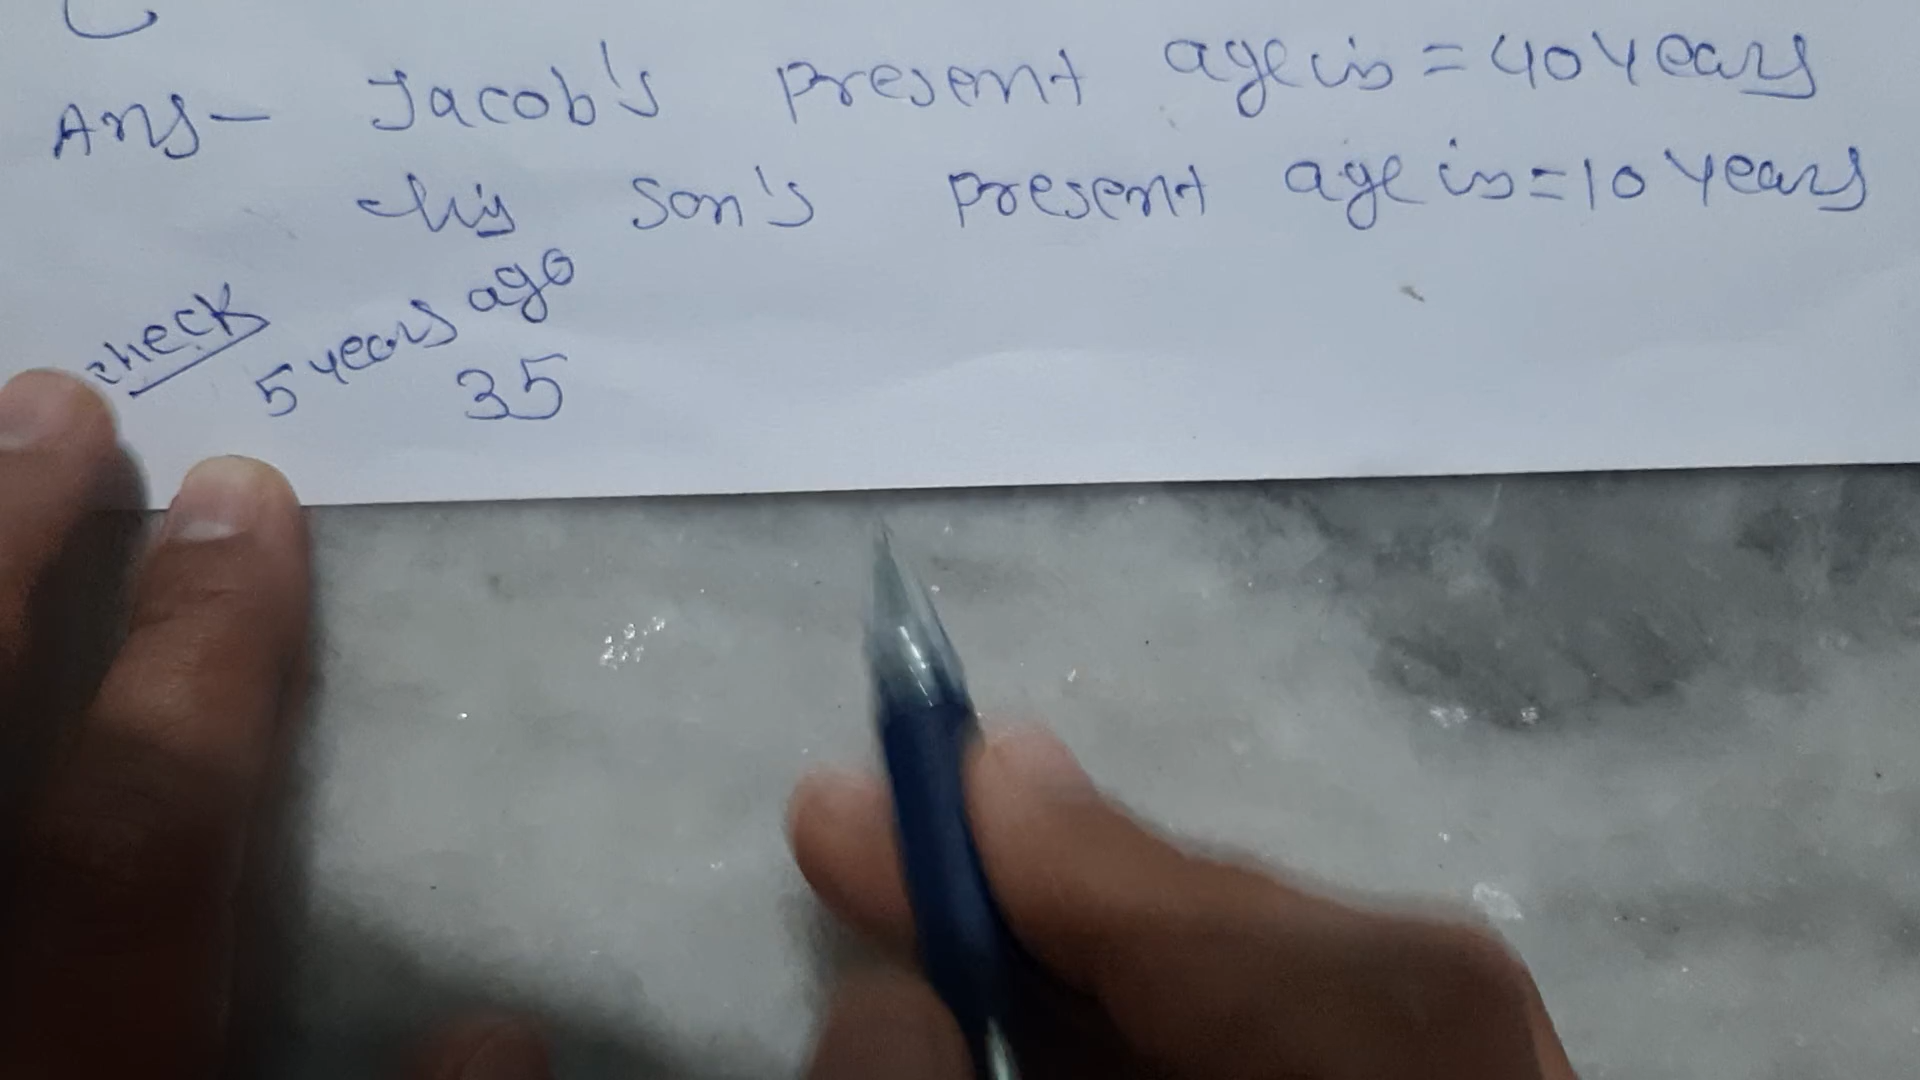 Ans- Jacob's present age is = 40 years
his son's present age is = 10 years
check
5 years ago
35